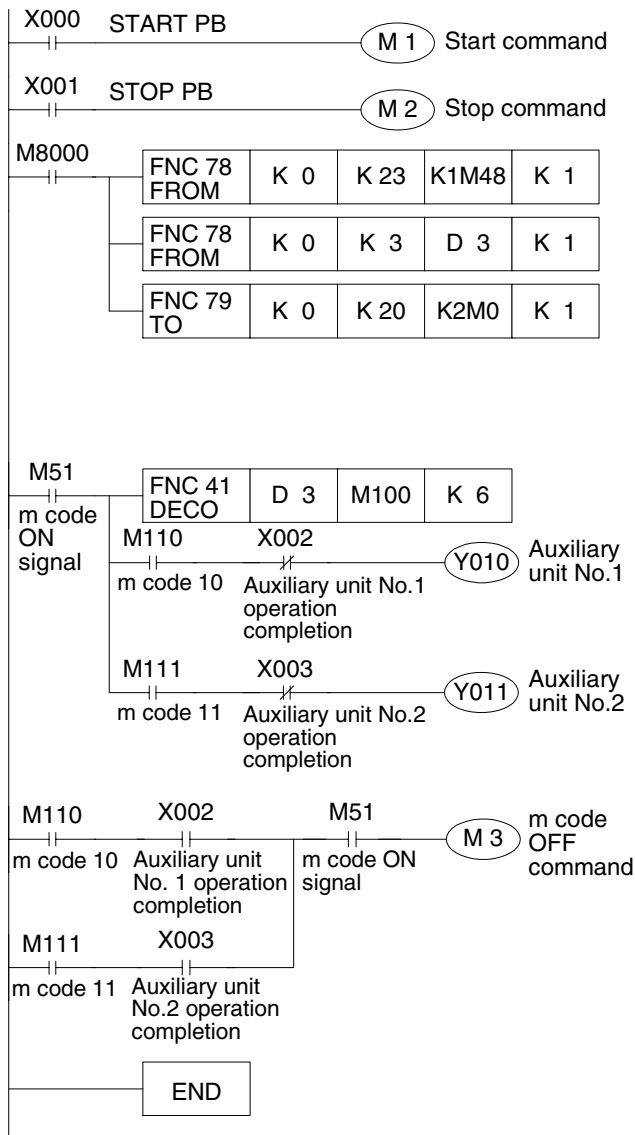 X000 START PB
M 1 Start command
X001 STOP PB
M 2 Stop command
M8000
FNC 78 FROM K 0 K 23 K1M48 K 1
FNC 78 FROM K 0 K 3 D 3 K 1
FNC 79 TO K 0 K 20 K2M0 K 1
M51
m code
ON
signal
FNC 41 DECO D 3 M100 K 6
M110 X002
m code 10
Auxiliary unit No.1
operation
completion
Y010
Auxiliary
unit No.1
M111 X003
m code 11
Auxiliary unit No.2
operation
completion
Y011
Auxiliary
unit No.2
M110 X002 M51
m code 10
Auxiliary unit
No. 1 operation
completion
m code ON
signal
M 3
m code
OFF
command
M111 X003
m code 11
Auxiliary unit
No.2 operation
completion
END